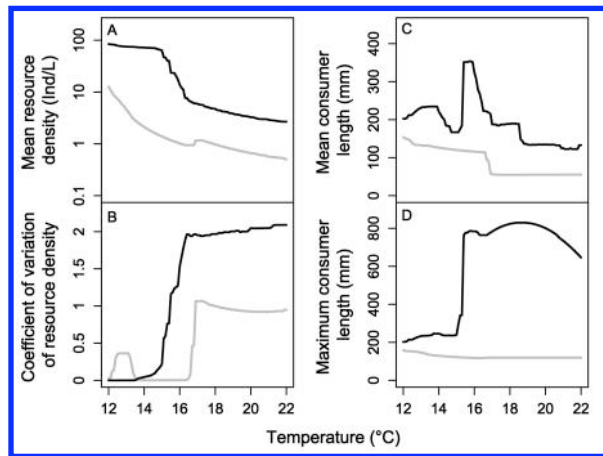 A
Mean resource
density (Ind/L)
100
10
1
0.1
B
Coefficient of variation
of resource density
2
1.5
1
0.5
0
12 14 16 18 20 22
C
Mean consumer
length (mm)
400
300
200
100
0
D
Maximum consumer
length (mm)
800
600
400
200
0
12 14 16 18 20 22
Temperature (°C)